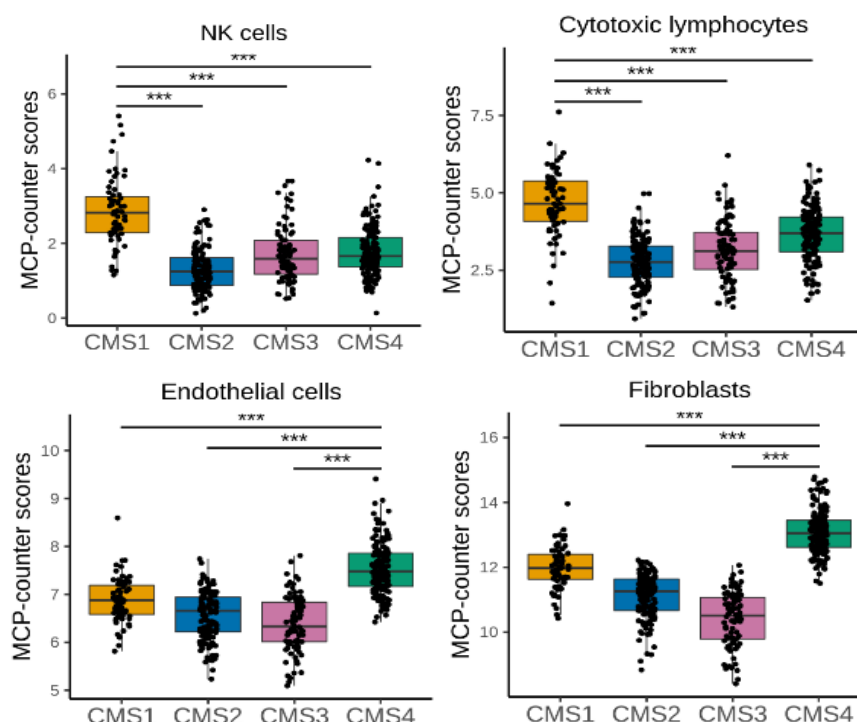 NK cells
MCP-counter scores
6
4
2
0
***
***
***
CMS1 CMS2 CMS3 CMS4
Cytotoxic lymphocytes
MCP-counter scores
7.5
5.0
2.5
***
***
***
CMS1 CMS2 CMS3 CMS4
Endothelial cells
MCP-counter scores
10
9
8
7
6
5
***
***
***
CMS1 CMS2 CMS3 CMS4
Fibroblasts
MCP-counter scores
16
14
12
10
***
***
***
CMS1 CMS2 CMS3 CMS4